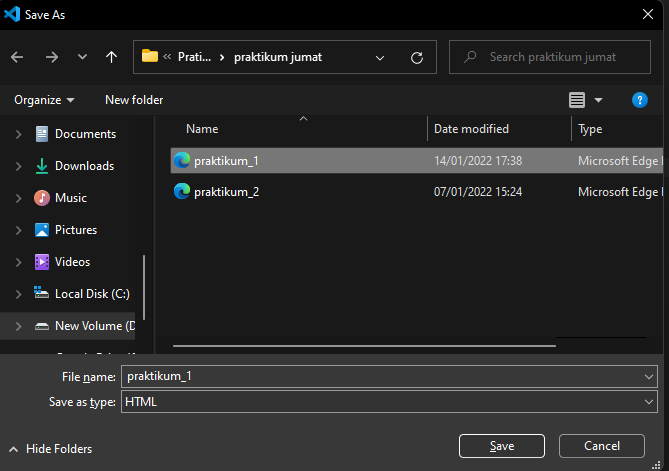 Save As
Prati... praktikum jumat
Search praktikum jumat
Organize New folder
Name Date modified Type
Documents
Downloads
Music
Pictures
Videos
Local Disk (C:)
New Volume (D
praktikum_1 14/01/2022 17:38 Microsoft Edge
praktikum_2 07/01/2022 15:24 Microsoft Edge
File name: praktikum_1
Save as type: HTML
Hide Folders Save Cancel